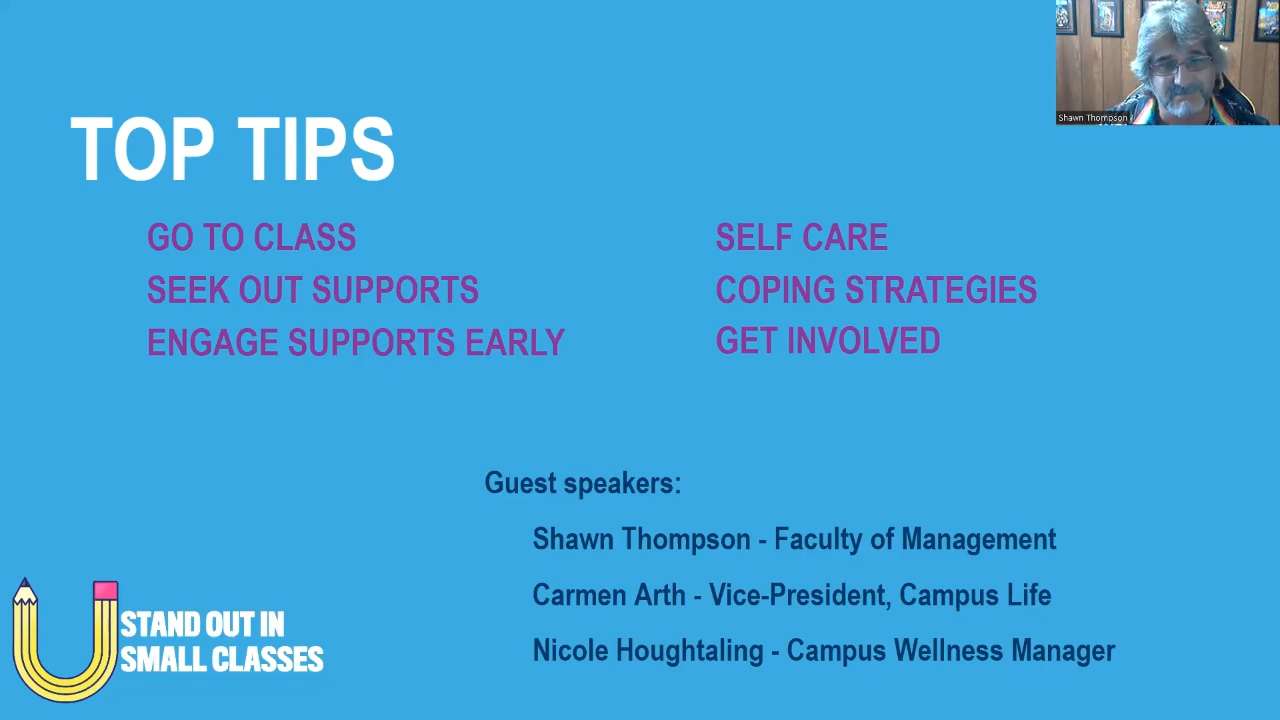 Shawn Thompson
TOP TIPS
GO TO CLASS
SEEK OUT SUPPORTS
ENGAGE SUPPORTS EARLY
SELF CARE
COPING STRATEGIES
GET INVOLVED
Guest speakers:
Shawn Thompson - Faculty of Management
Carmen Arth - Vice-President, Campus Life
Nicole Houghtaling - Campus Wellness Manager
STAND OUT IN
SMALL CLASSES